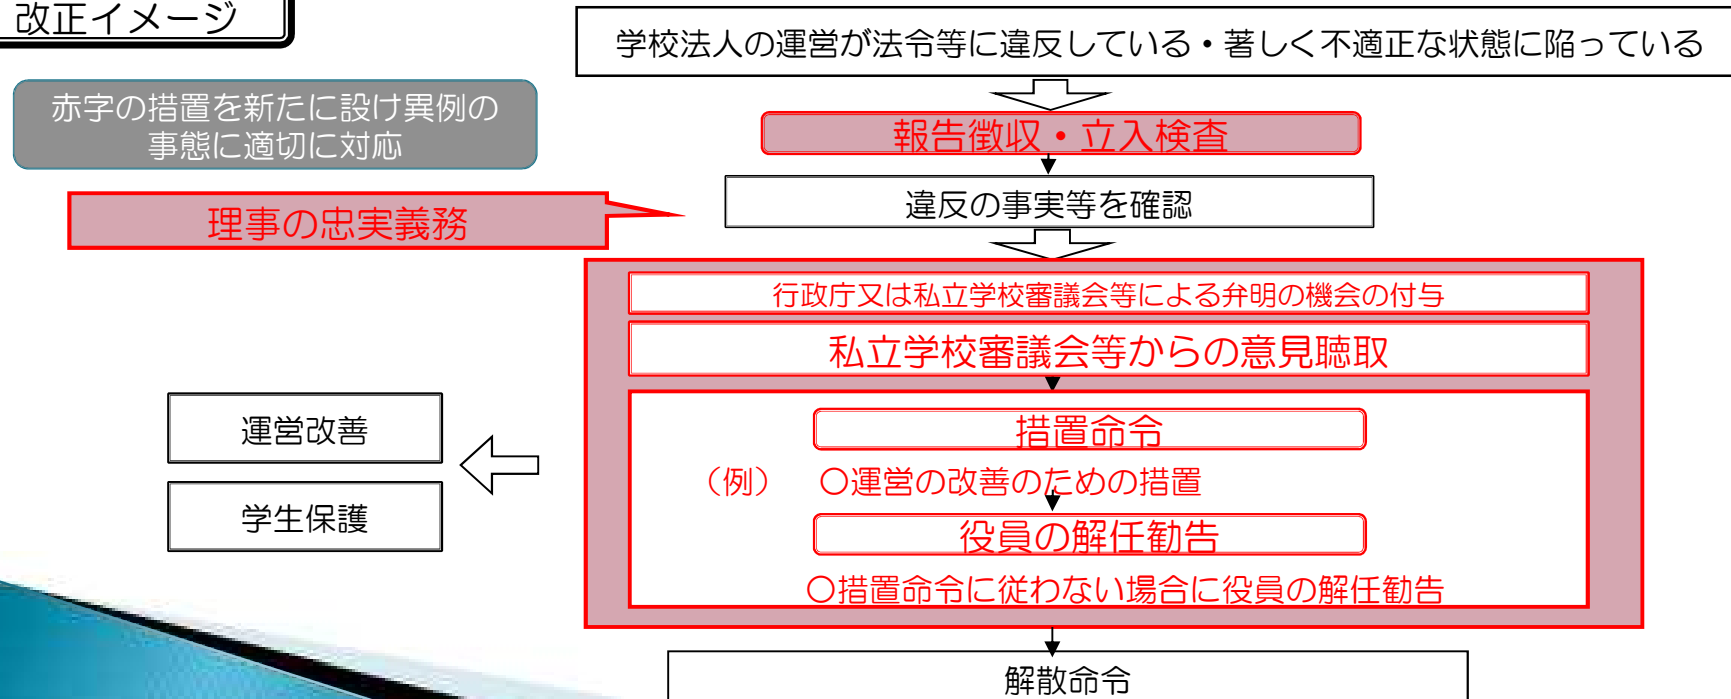 改正イメージ
学校法人の運営が法令等に違反している・著しく不適正な状態に陥っている
赤字の措置を新たに設け異例の
事態に適切に対応
報告徴収・立入検査
違反の事実等を確認
理事の忠実義務
行政庁又は私立学校審議会等による弁明の機会の付与
私立学校審議会等からの意見聴取
措置命令
（例）　○運営の改善のための措置
役員の解任勧告
○措置命令に従わない場合に役員の解任勧告
運営改善
学生保護
解散命令